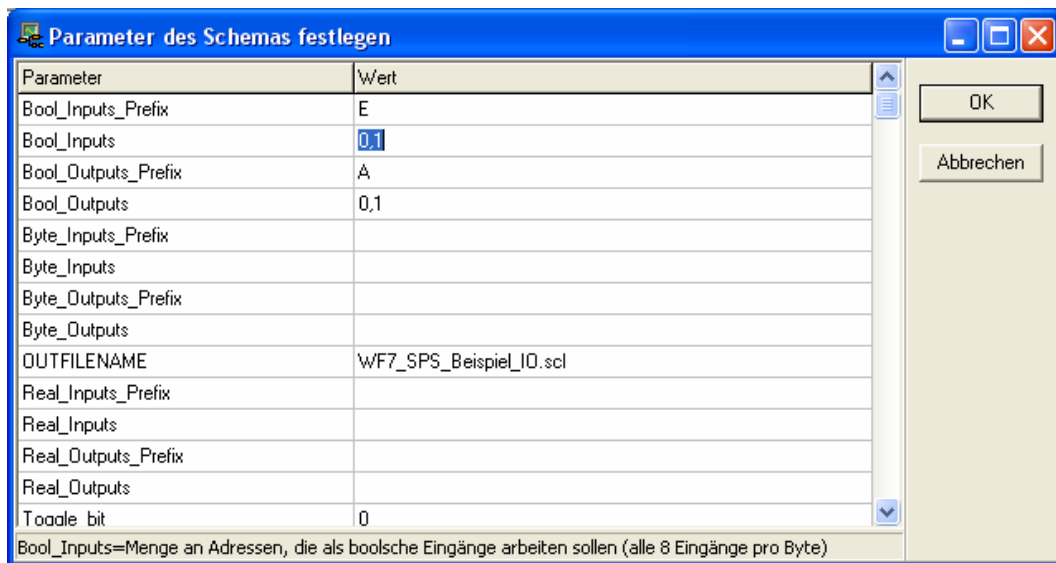 Parameter des Schemas festlegen
Parameter Wert
Bool_Inputs_Prefix E
Bool_Inputs 0,1
Bool_Outputs_Prefix A
Bool_Outputs 0,1
Byte_Inputs_Prefix
Byte_Inputs
Byte_Outputs_Prefix
Byte_Outputs
OUTFILENAME WF7_SPS_Beispiel_IO.scl
Real_Inputs_Prefix
Real_Inputs
Real_Outputs_Prefix
Real_Outputs
Toggle_bit 0
Bool_Inputs=Menge an Adressen, die als boolsche Eingänge arbeiten sollen (alle 8 Eingänge pro Byte)
OK
Abbrechen